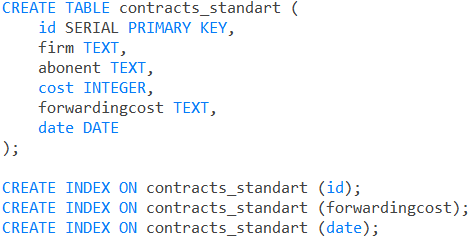 CREATE TABLE contracts_standart (
    id SERIAL PRIMARY KEY,
    firm TEXT,
    abonent TEXT,
    cost INTEGER,
    forwardingcost TEXT,
    date DATE
);

CREATE INDEX ON contracts_standart (id);
CREATE INDEX ON contracts_standart (forwardingcost);
CREATE INDEX ON contracts_standart (date);